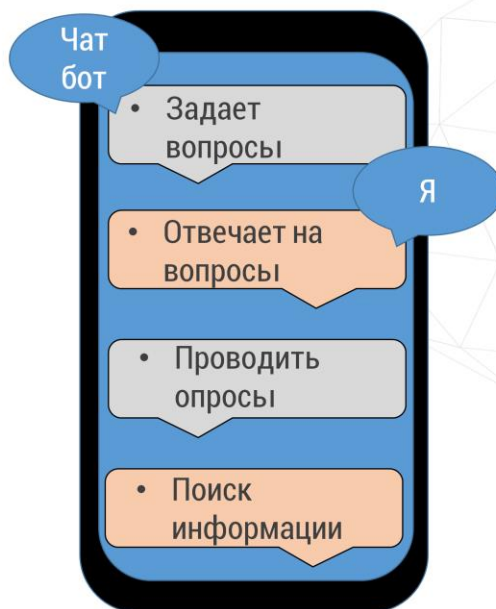 Чат
бот
• Задает
вопросы
Я
• Отвечает на
вопросы
• Проводить
опросы
• Поиск
информации